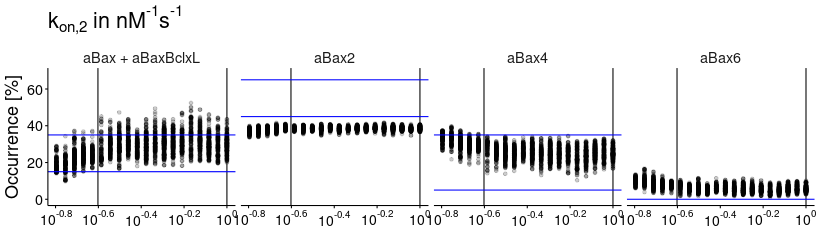 k_on,2 in nM^-1 s^-1
aBax + aBaxBclxL aBax2 aBax4 aBax6
Occurrence [%]
60
40
20
0
10^-0.8 10^-0.6 10^-0.4 10^-0.2 10^0 10^-0.8 10^-0.6 10^-0.4 10^-0.2 10^0 10^-0.8 10^-0.6 10^-0.4 10^-0.2 10^0 10^-0.8 10^-0.6 10^-0.4 10^-0.2 10^0